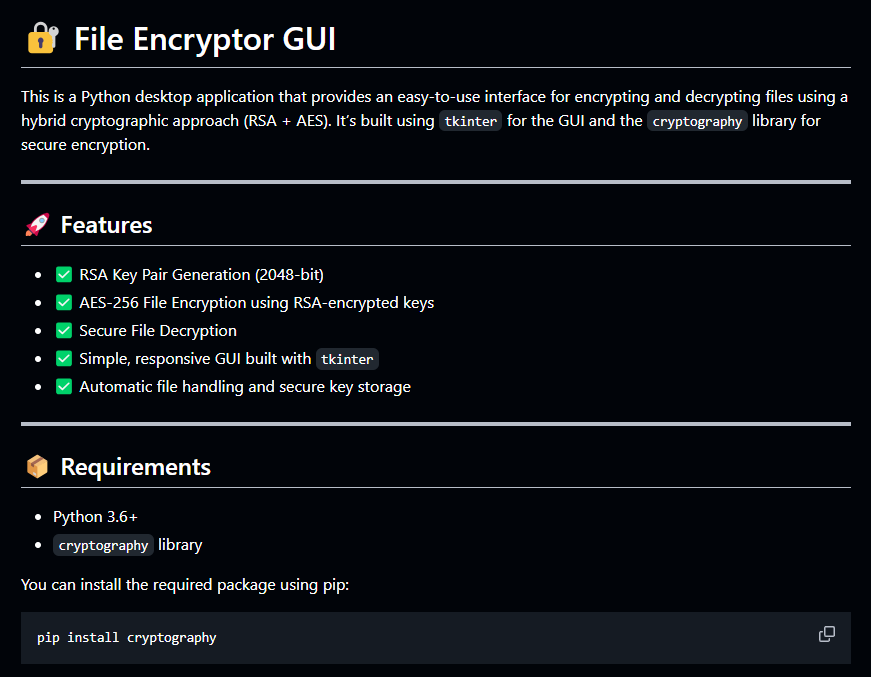 🔐 File Encryptor GUI
This is a Python desktop application that provides an easy-to-use interface for encrypting and decrypting files using a
hybrid cryptographic approach (RSA + AES). It’s built using tkinter for the GUI and the cryptography library for
secure encryption.
🚀 Features
• ✅ RSA Key Pair Generation (2048-bit)
• ✅ AES-256 File Encryption using RSA-encrypted keys
• ✅ Secure File Decryption
• ✅ Simple, responsive GUI built with tkinter
• ✅ Automatic file handling and secure key storage
📦 Requirements
• Python 3.6+
• cryptography library
You can install the required package using pip:
pip install cryptography